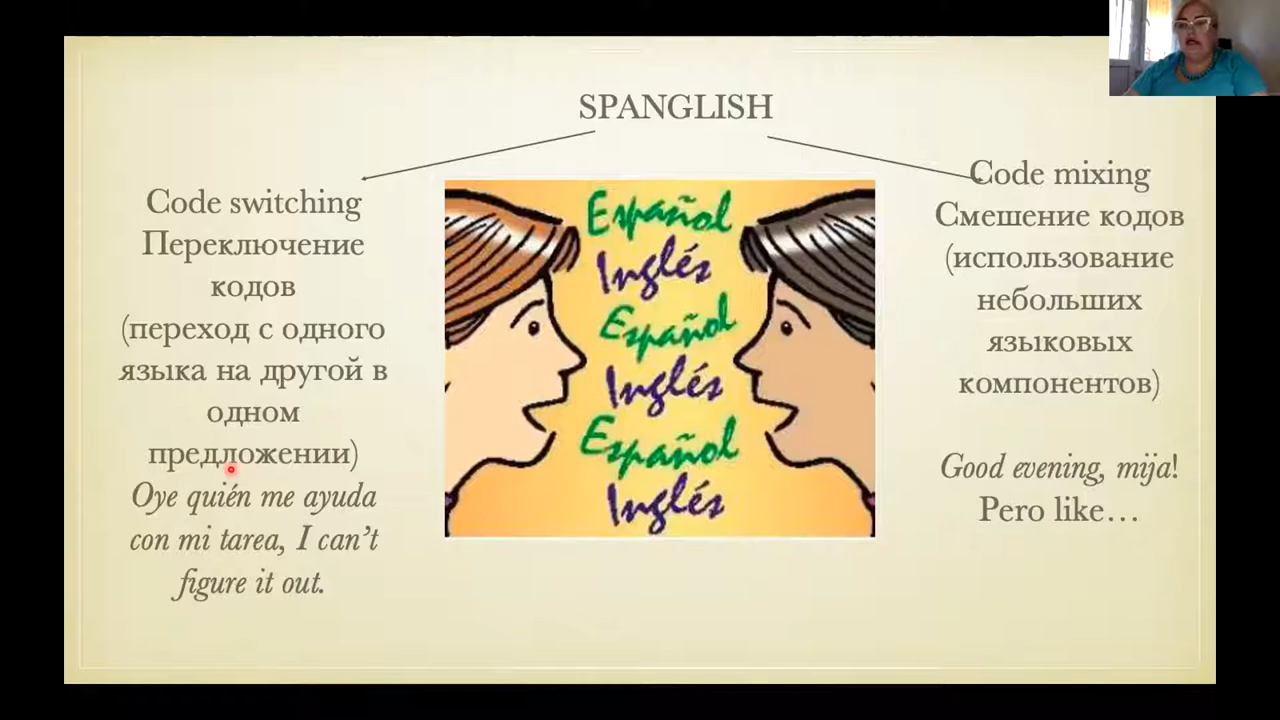 SPANGLISH
Code switching
Переключение
кодов
(переход с одного
языка на другой в
одном
предложении)
Oye quién me ayuda
con mi tarea, I can’t
figure it out.
Español
Inglés
Español
Inglés
Español
Inglés
Code mixing
Смешение кодов
(использование
небольших
языковых
компонентов)
Good evening, mija!
Pero like…